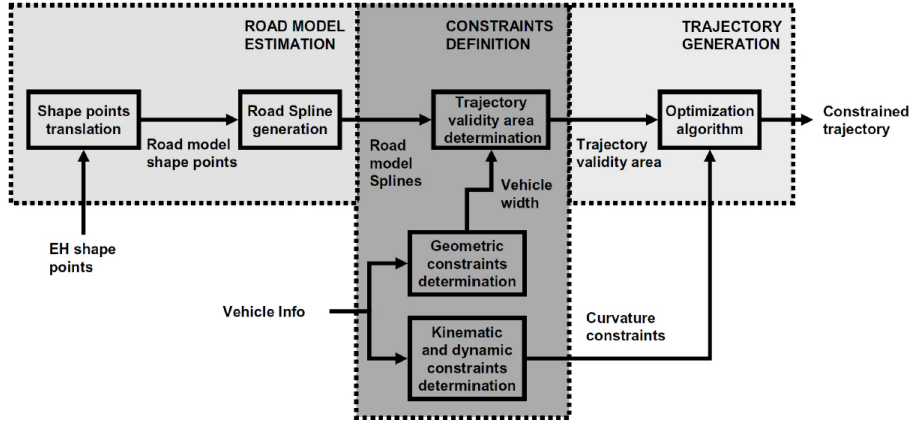 ROAD MODEL
ESTIMATION
CONSTRAINTS
DEFINITION
TRAJECTORY
GENERATION
Shape points
translation
Road Spline
generation
Trajectory
validity area
determination
Optimization
algorithm
Constrained
trajectory
Road model
shape points
Road
model
Splines
Trajectory
validity area
Vehicle
width
EH shape
points
Geometric
constraints
determination
Vehicle Info
Curvature
constraints
Kinematic
and dynamic
constraints
determination